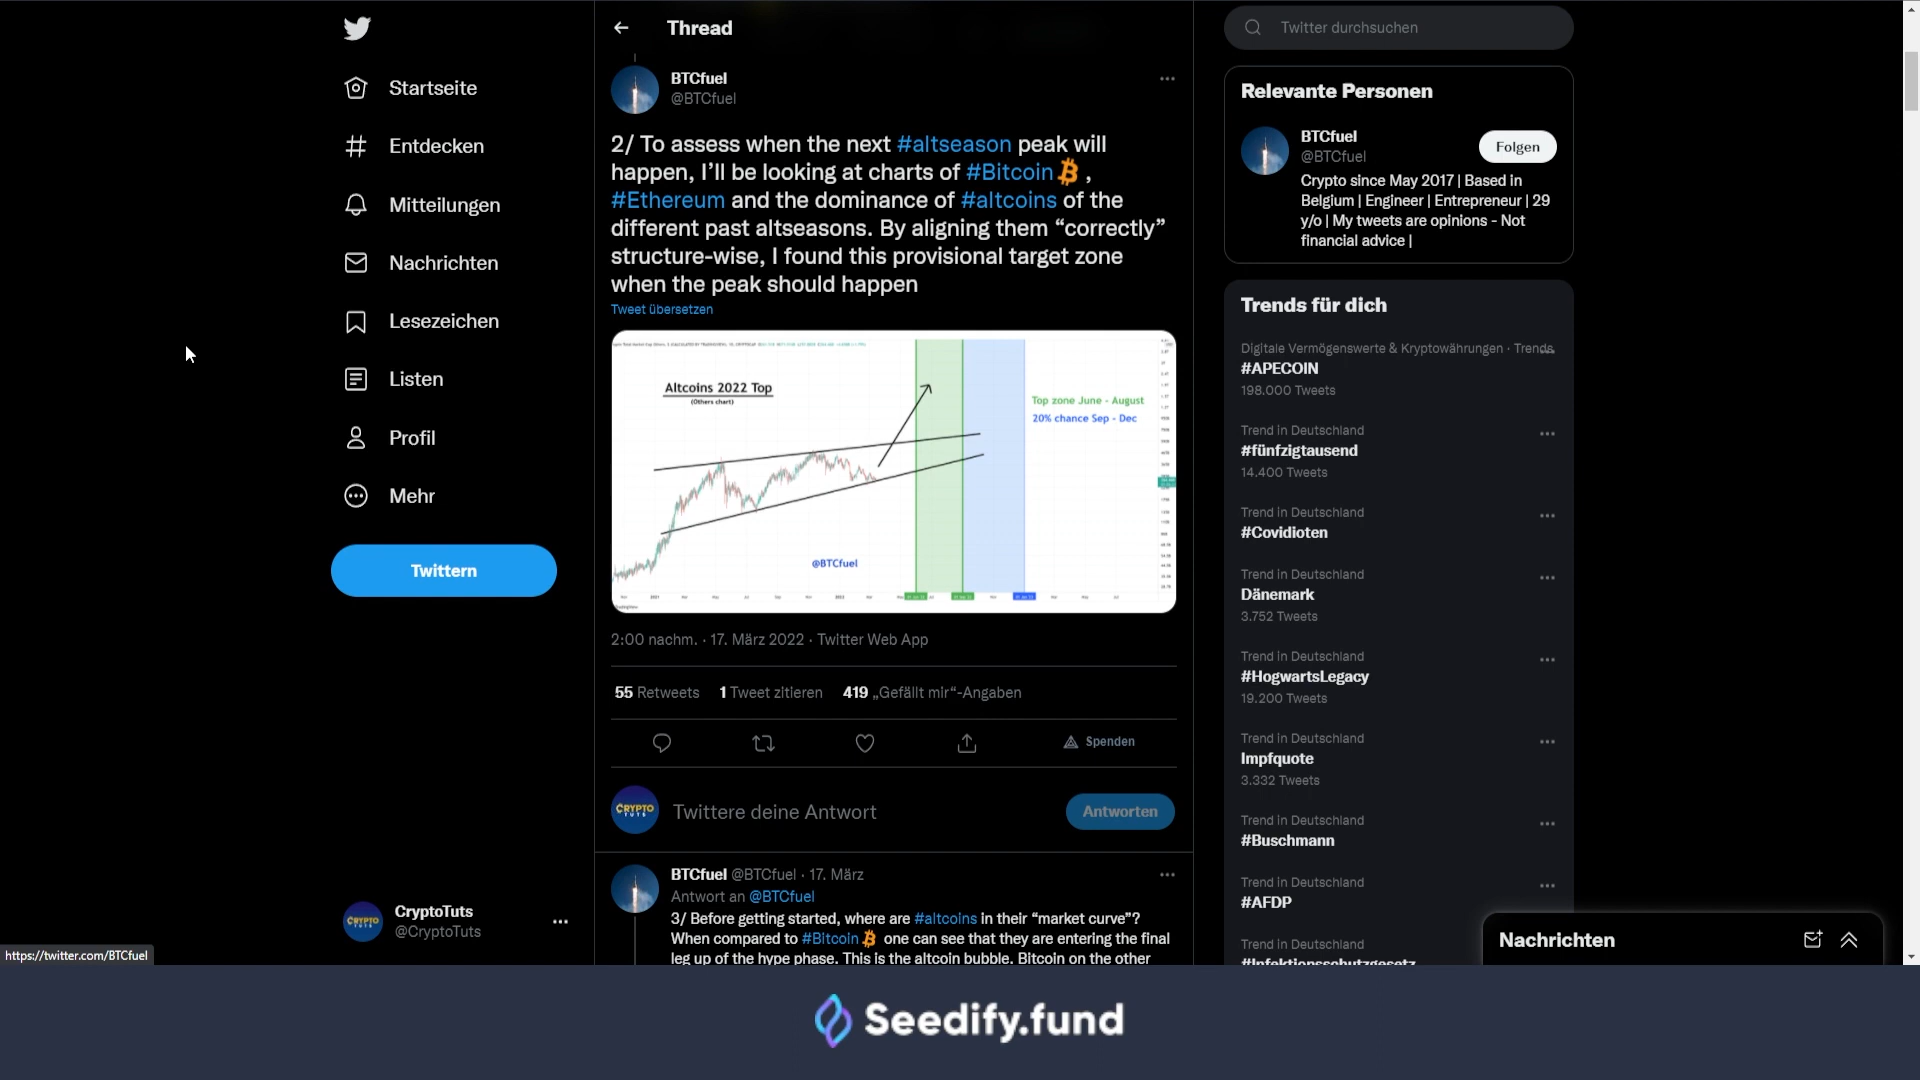 Startseite
Entdecken
Mitteilungen
Nachrichten
Lesezeichen
Listen
Profil
Mehr
Twittern
CryptoTuts
@CryptoTuts
https://twitter.com/BTCfuel
Thread
BTCfuel
@BTCfuel
2/ To assess when the next #altseason peak will
happen, I’ll be looking at charts of #Bitcoin ,
#Ethereum and the dominance of #altcoins of the
different past altseasons. By aligning them “correctly”
structure-wise, I found this provisional target zone
when the peak should happen
Tweet übersetzen
Altcoins 2022 Top
(Others chart)
Top zone June - August
20% chance Sep - Dec
@BTCfuel
2:00 nachm. · 17. März 2022 · Twitter Web App
55 Retweets 1 Tweet zitieren 419 „Gefällt mir“-Angaben
Spenden
CRYPTO
TUTS
Twittere deine Antwort
Antworten
BTCfuel @BTCfuel · 17. März
Antwort an @BTCfuel
3/ Before getting started, where are #altcoins in their “market curve”?
When compared to #Bitcoin one can see that they are entering the final
leg up of the hype phase. This is the altcoin bubble. Bitcoin on the other
Twitter durchsuchen
Relevante Personen
BTCfuel
@BTCfuel
Folgen
Crypto since May 2017 | Based in
Belgium | Engineer | Entrepreneur | 29
y/o | My tweets are opinions - Not
financial advice |
Trends für dich
Digitale Vermögenswerte & Kryptowährungen · Trends
#APECOIN
198.000 Tweets
Trend in Deutschland
#fünfzigtausend
14.400 Tweets
Trend in Deutschland
#Covidioten
Trend in Deutschland
Dänemark
3.752 Tweets
Trend in Deutschland
#HogwartsLegacy
19.200 Tweets
Trend in Deutschland
Impfquote
3.332 Tweets
Trend in Deutschland
#Buschmann
Trend in Deutschland
#AFDP
Trend in Deutschland
#Infektionsschutzgesetz
Nachrichten
Seedify.fund